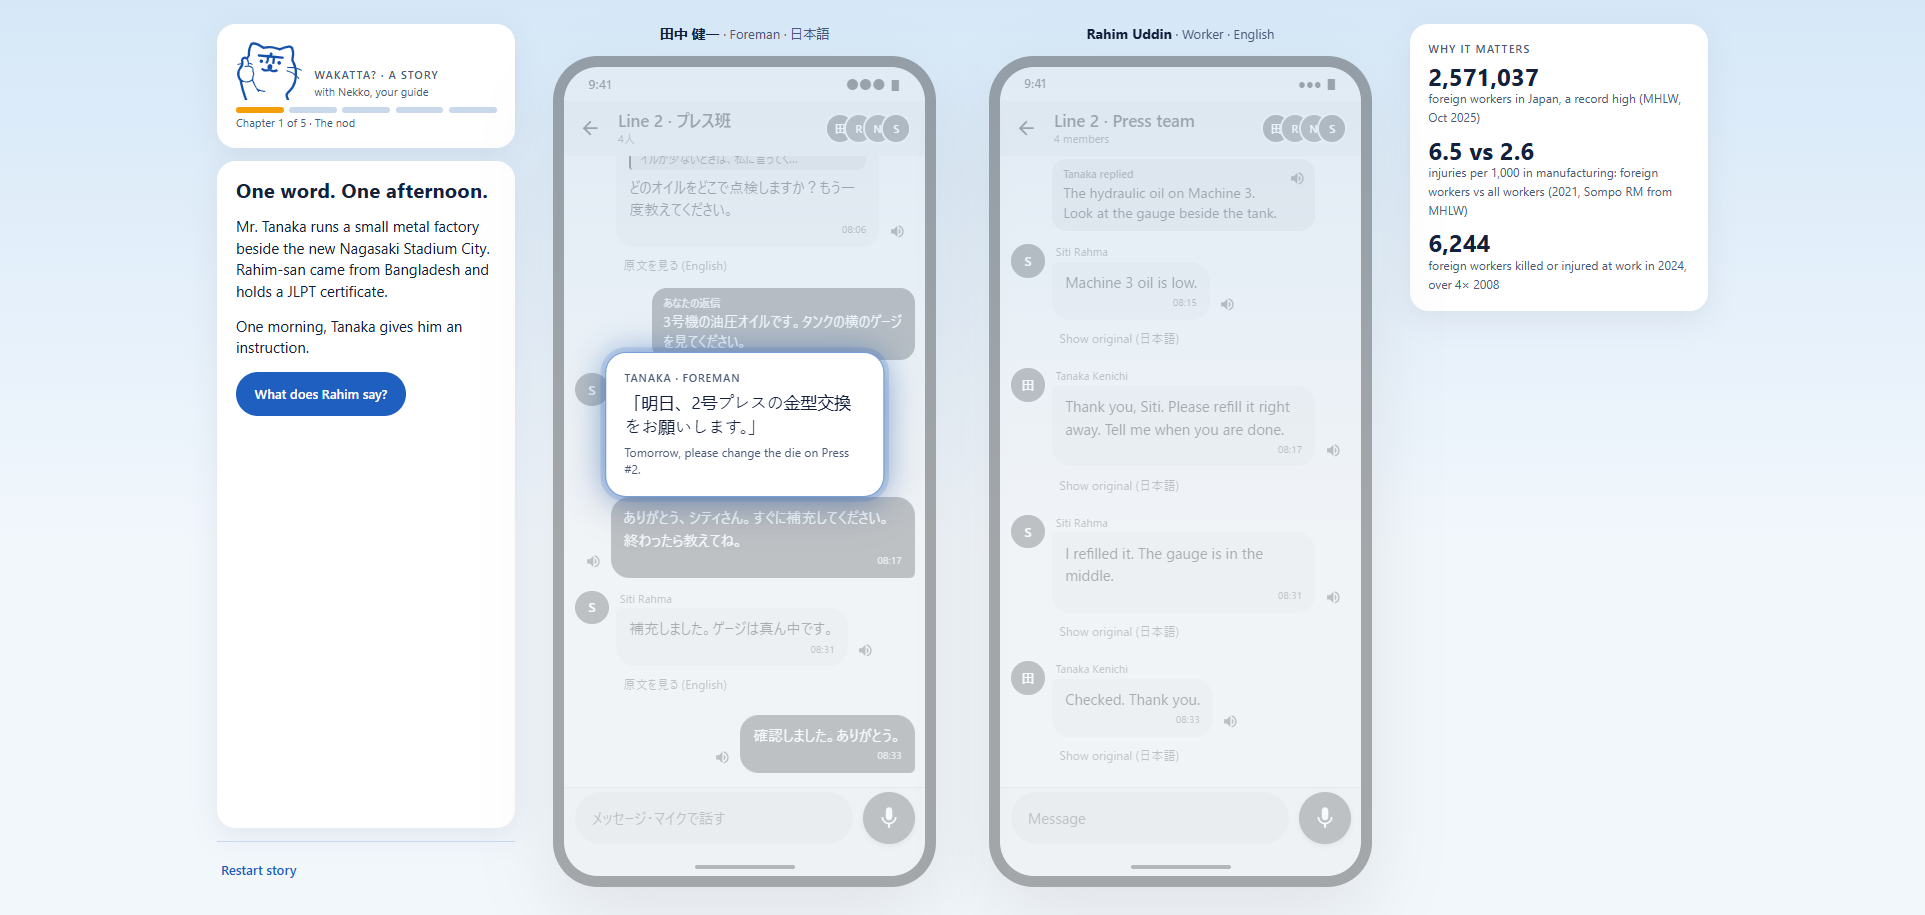 WAKATTA? · A STORY
with Nekko, your guide
Chapter 1 of 5 · The nod
One word. One afternoon.
Mr. Tanaka runs a small metal factory
beside the new Nagasaki Stadium City.
Rahim-san came from Bangladesh and
holds a JLPT certificate.
One morning, Tanaka gives him an
instruction.
What does Rahim say?
Restart story
田中 健一 · Foreman · 日本語
9:41
Line 2 · プレス班
4人
田 R N S
イルが少ないときは、私に言ってく...
どのオイルをどこで点検しますか？もう一
度教えてください。
08:06
原文を見る (English)
あなたの返信
3号機の油圧オイルです。タンクの横のゲージ
を見てください。
S
TANAKA · FOREMAN
「明日、2号プレスの金型交換
をお願いします。」
Tomorrow, please change the die on Press
#2.
ありがとう、シティさん。すぐに補充してください。
終わったら教えてね。
08:17
Siti Rahma
S
補充しました。ゲージは真ん中です。
08:31
原文を見る (English)
確認しました。ありがとう。
08:33
メッセージ・マイクで話す
Rahim Uddin · Worker · English
9:41
Line 2 · Press team
4 members
田 R N S
Tanaka replied
The hydraulic oil on Machine 3.
Look at the gauge beside the tank.
Siti Rahma
S
Machine 3 oil is low.
08:15
Show original (日本語)
Tanaka Kenichi
田
Thank you, Siti. Please refill it right
away. Tell me when you are done.
08:17
Show original (日本語)
Siti Rahma
S
I refilled it. The gauge is in the
middle.
08:31
Show original (日本語)
Tanaka Kenichi
田
Checked. Thank you.
08:33
Show original (日本語)
Message
WHY IT MATTERS
2,571,037
foreign workers in Japan, a record high (MHLW,
Oct 2025)
6.5 vs 2.6
injuries per 1,000 in manufacturing: foreign
workers vs all workers (2021, Sompo RM from
MHLW)
6,244
foreign workers killed or injured at work in 2024,
over 4× 2008